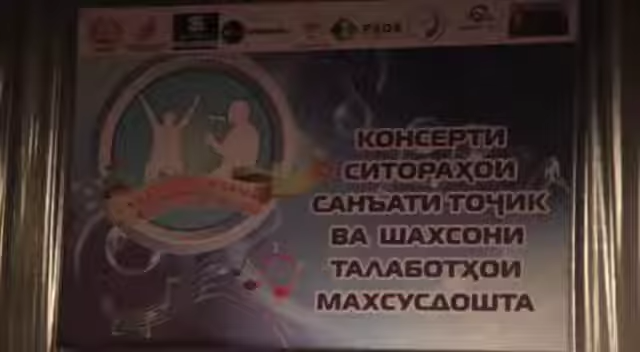 КОНСЕРТИ
СИТОРАҲОИ
САНЪАТИ ТОҶИК
ВА ШАХСОНИ
ТАЛАБОТҲОИ
МАХСУСДОШТА